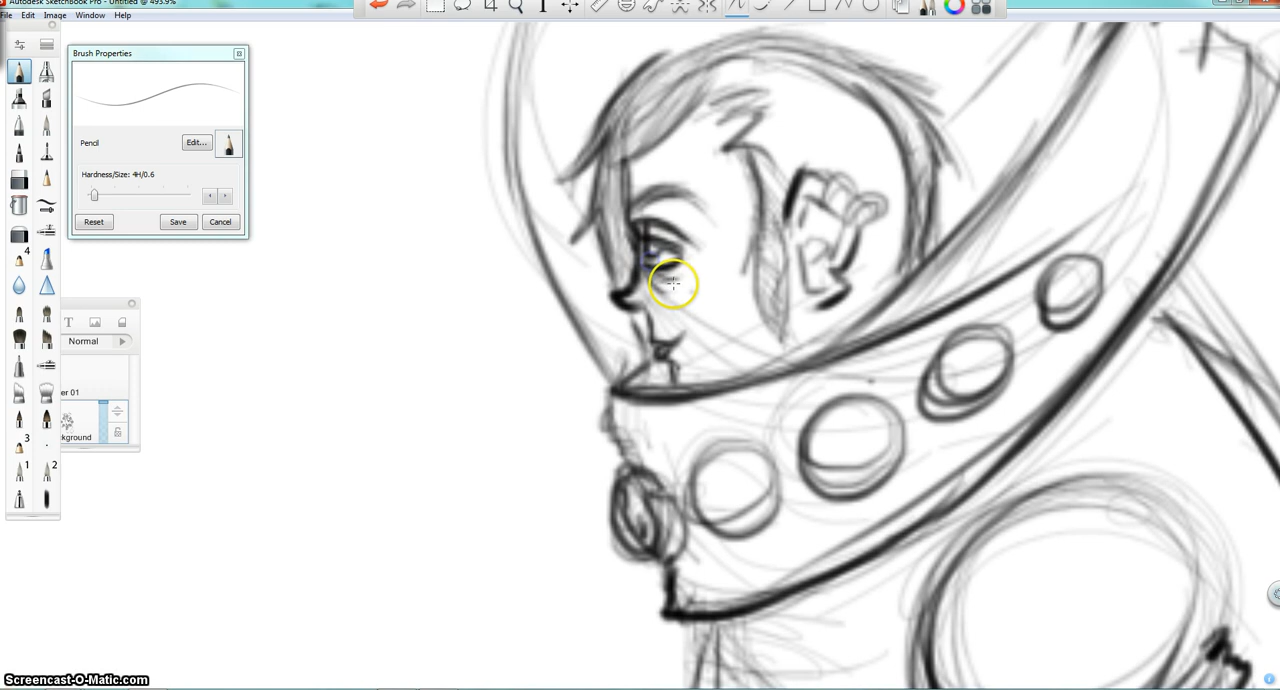 Autodesk SketchBook Pro - Untitled @ 493.9%
File Edit Image Window Help
T
Brush Properties
Pencil
Edit...
Hardness/Size: 4H/0.6
Reset Save Cancel
4
T
Normal
er 01
kground
3
1 2
Screencast-O-Matic.com